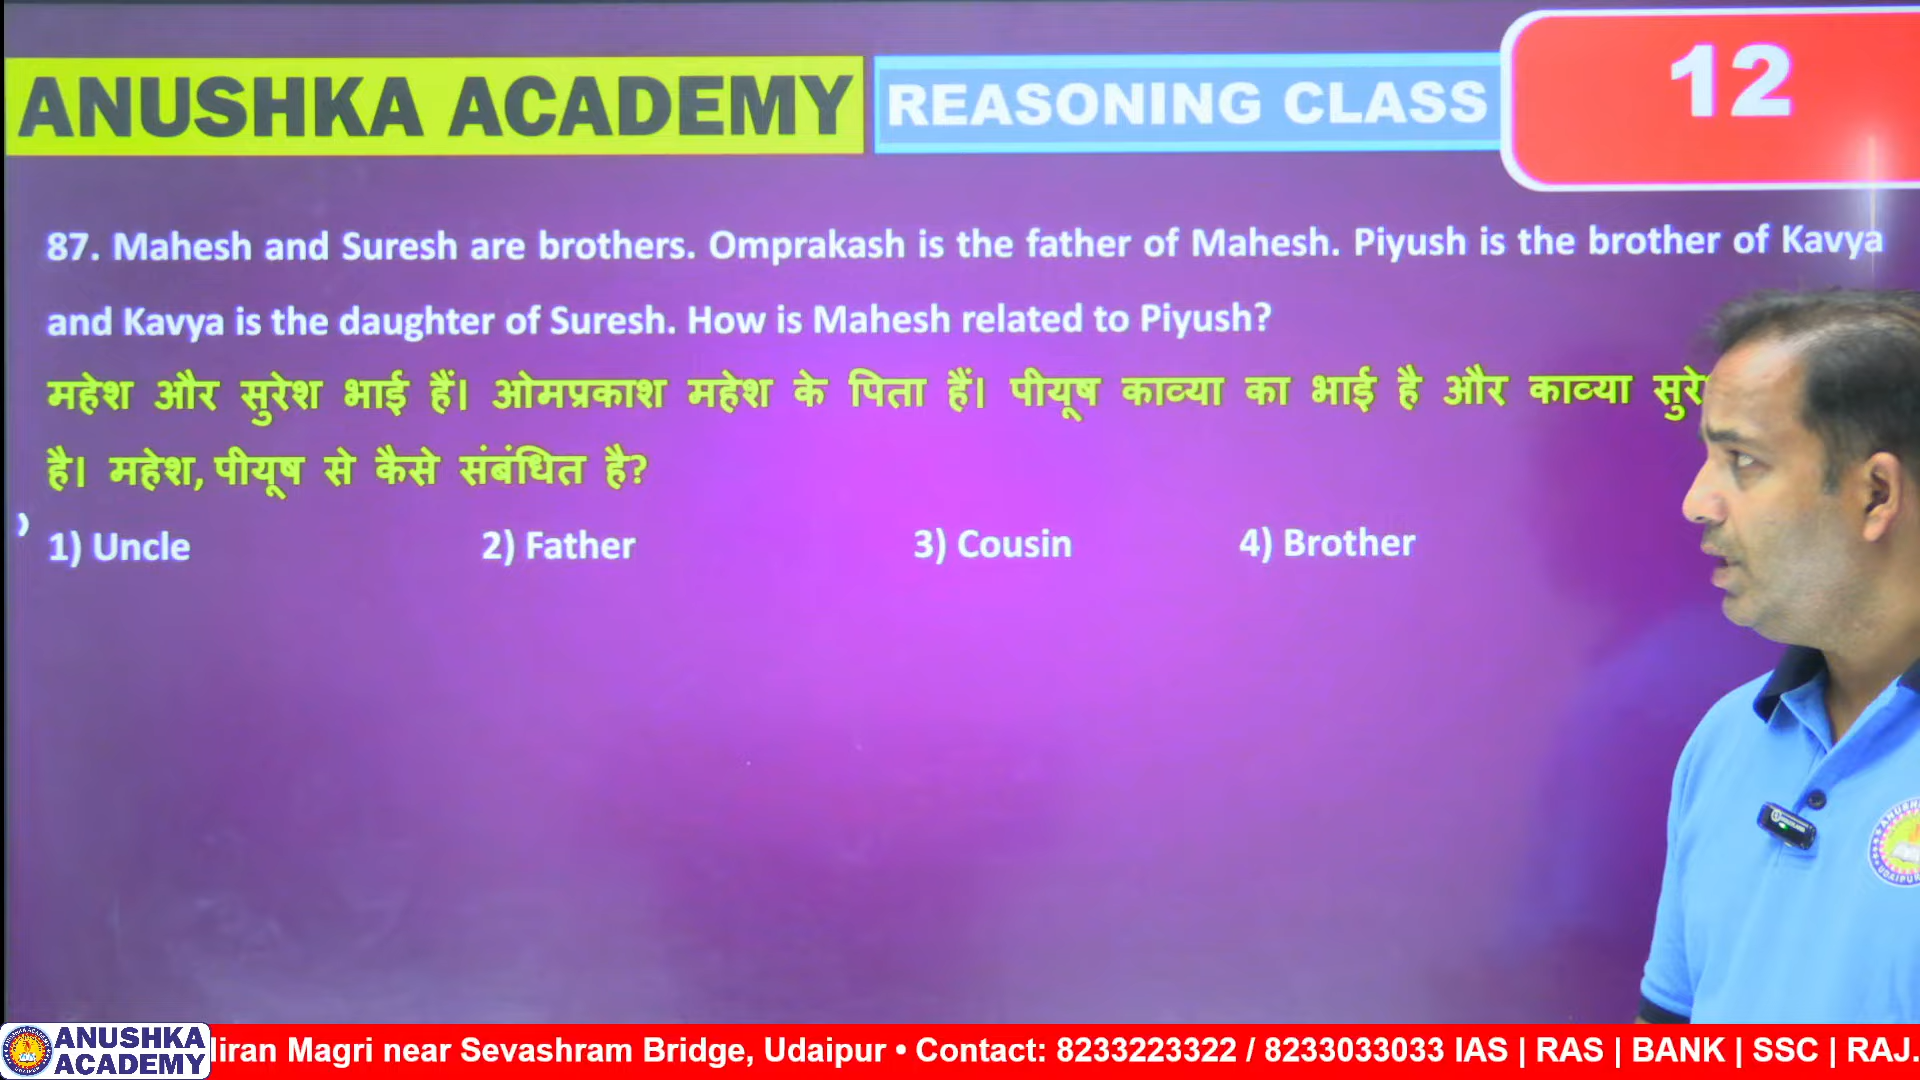 ANUSHKA ACADEMY
REASONING CLASS
12
87. Mahesh and Suresh are brothers. Omprakash is the father of Mahesh. Piyush is the brother of Kavya
and Kavya is the daughter of Suresh. How is Mahesh related to Piyush?
महेश और सुरेश भाई हैं। ओमप्रकाश महेश के पिता हैं। पीयूष काव्या का भाई है और काव्या
है। महेश, पीयूष से कैसे संबंधित है?
1) Uncle 2) Father 3) Cousin 4) Brother
ANUSHKA
ACADEMY
Magri near Sevashram Bridge, Udaipur • Contact: 8233223322 / 8233033033 IAS | RAS | BANK | SSC | RAJ.